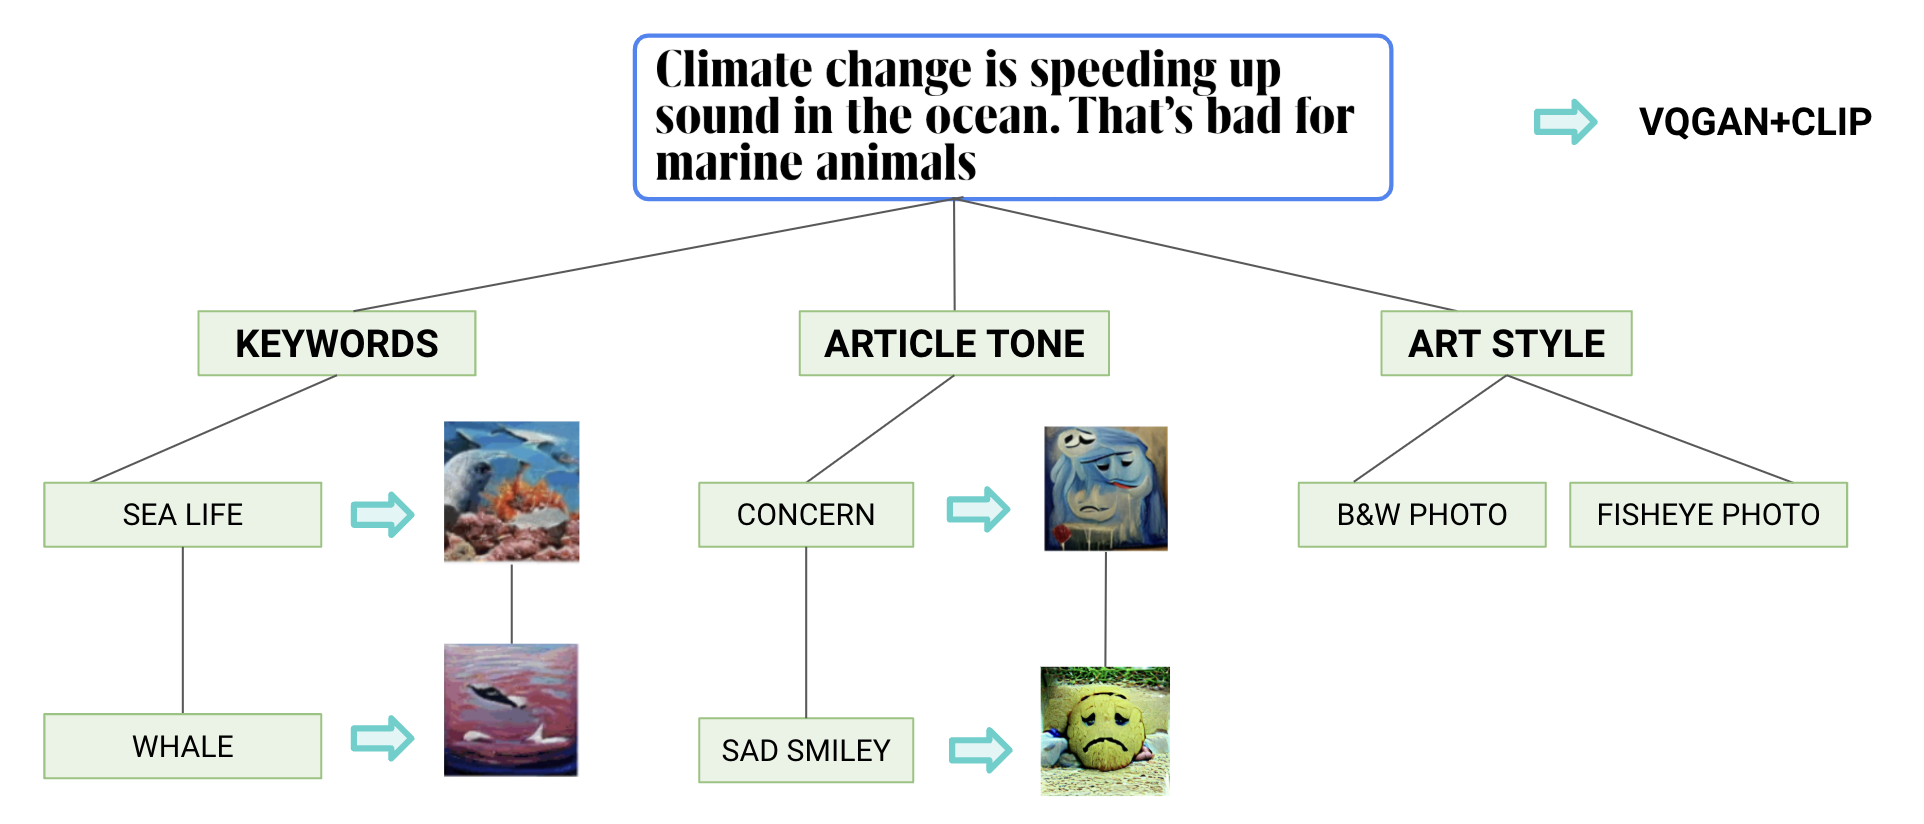 Climate change is speeding up
sound in the ocean. That's bad for
marine animals
VQGAN+CLIP
KEYWORDS
ARTICLE TONE
ART STYLE
SEA LIFE
CONCERN
B&W PHOTO
FISHEYE PHOTO
WHALE
SAD SMILEY